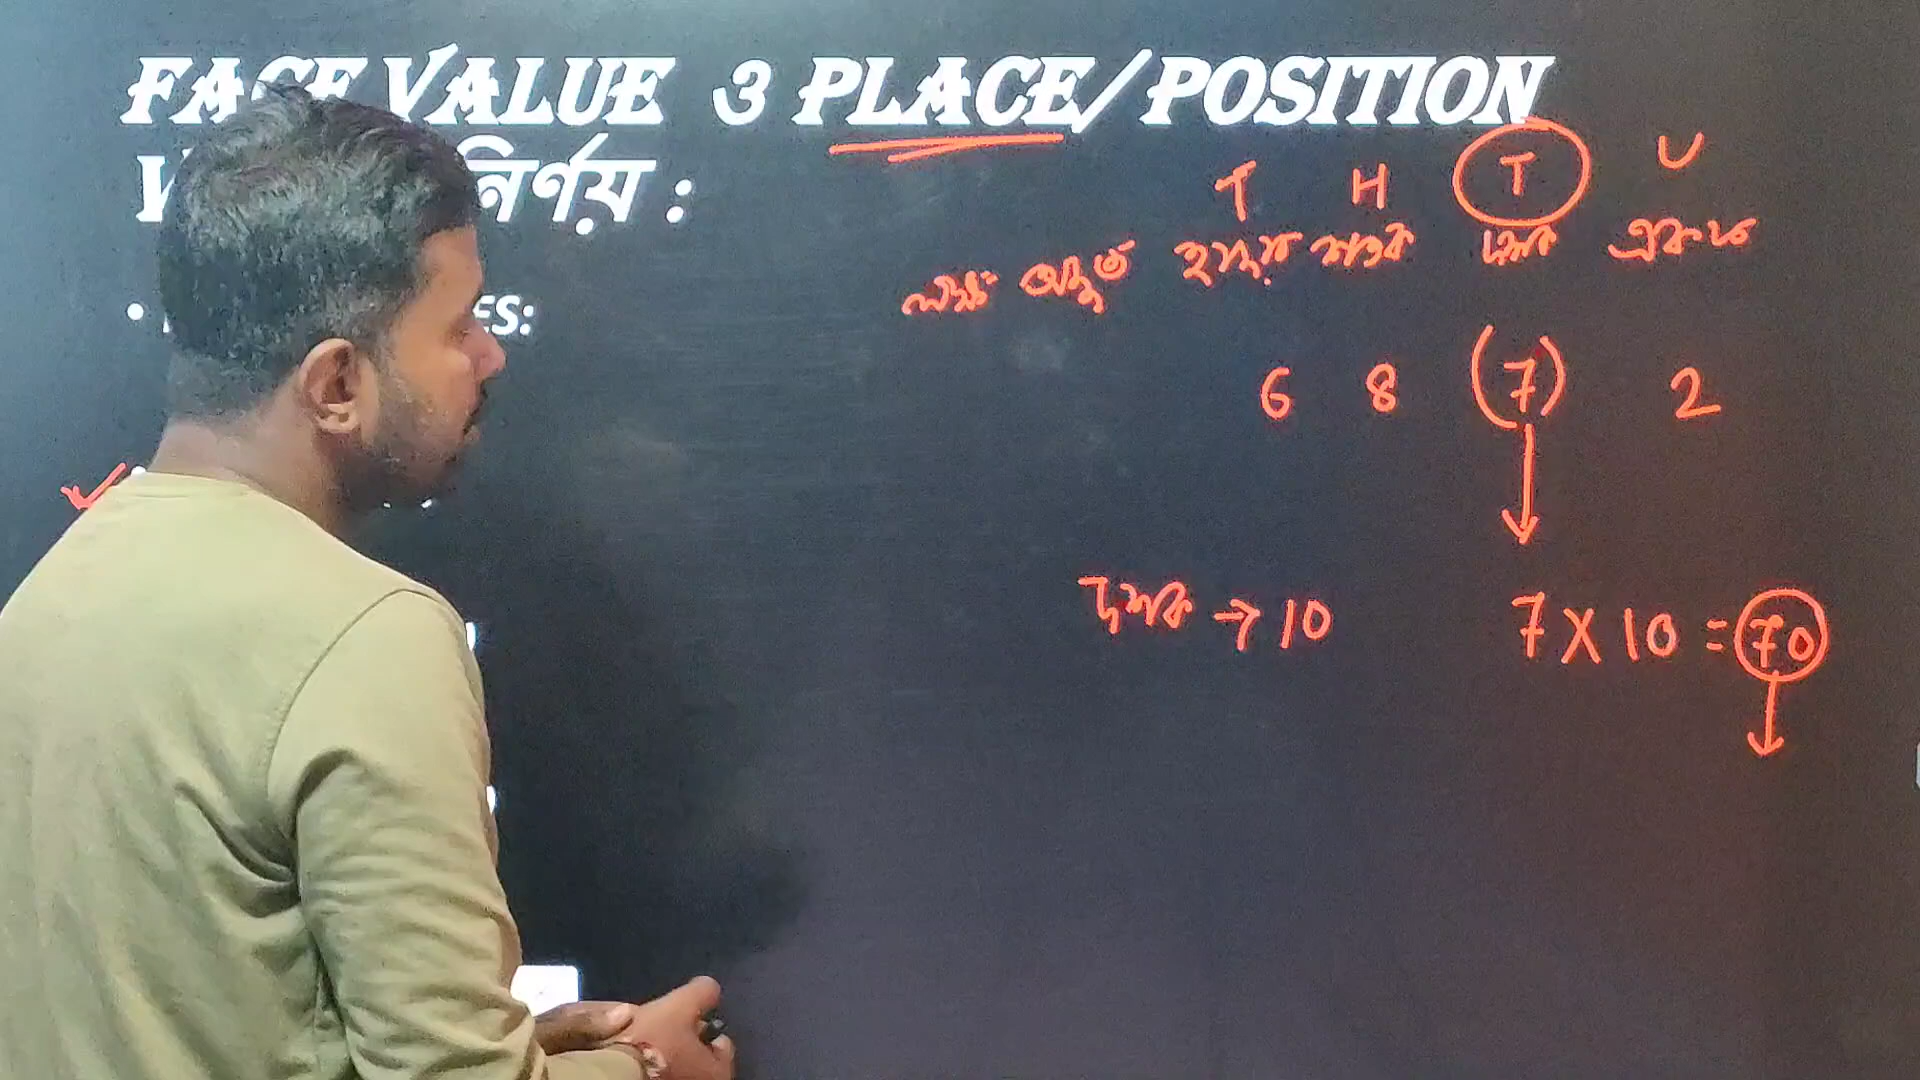 FACE VALUE ও PLACE/POSITION
নির্ণয় :
T H T U
লক্ষ অযুত হাজার শতক দশক একক
ES:
6 8 (7) 2
দশক → 10 7 X 10 = 70